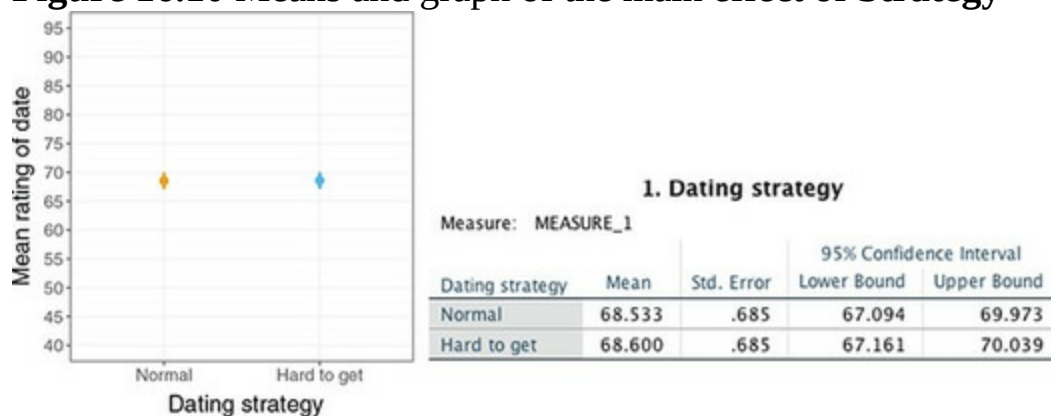 Figure 16.10 Means and graph of the main effect of Strategy
95
90
85
80
75
70
65
60
55
50
45
40
Mean rating of date
Normal
Hard to get
Dating strategy
1. Dating strategy
Measure: MEASURE_1
95% Confidence Interval
Dating strategy Mean Std. Error Lower Bound Upper Bound
Normal 68.533 .685 67.094 69.973
Hard to get 68.600 .685 67.161 70.039